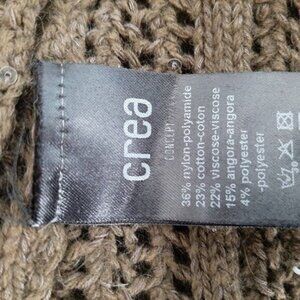 crea
CONCEPT
36% nylon-polyamide
23% cotton-coton
22% viscose-viscose
15% angora-angora
4% polyester
-polyester